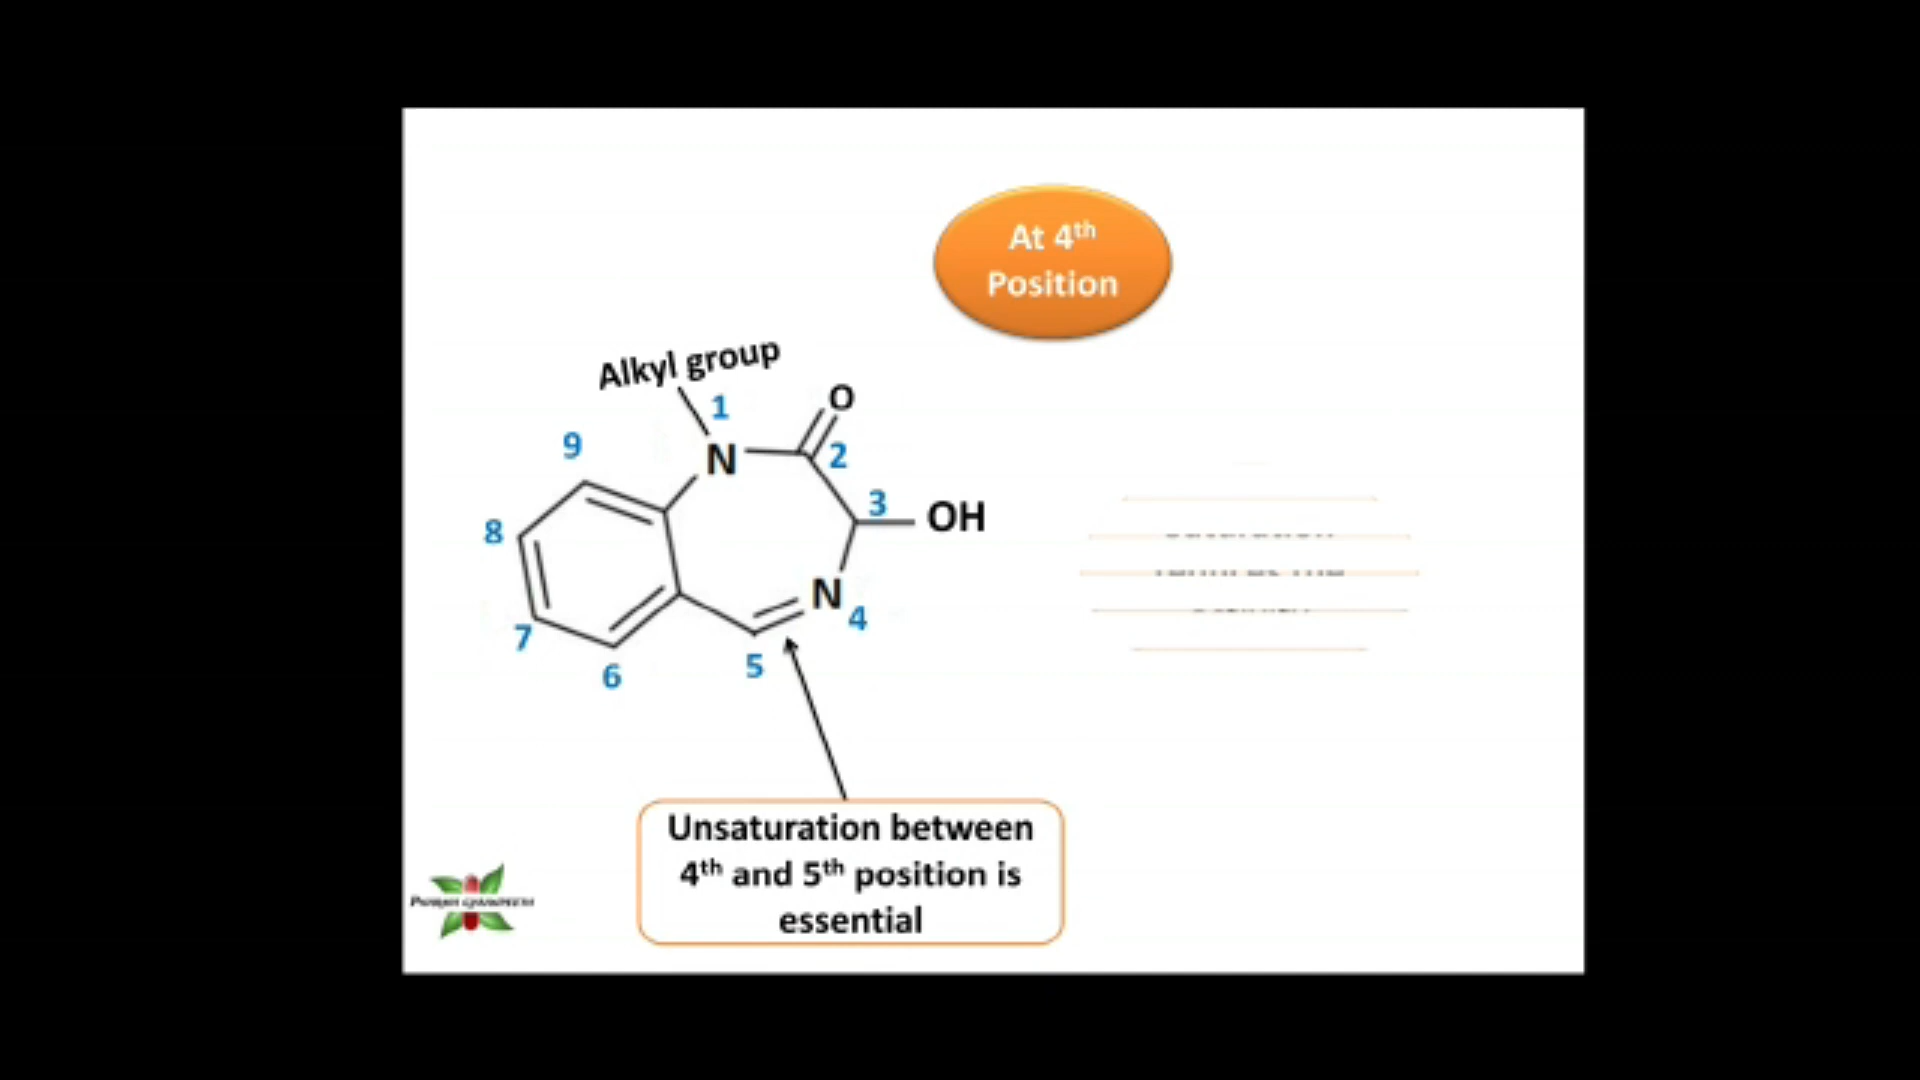 At 4th
Position
Alkyl group
1
O
9
N
2
3
OH
8
N
4
7
5
6
Unsaturation between
4th and 5th position is
essential